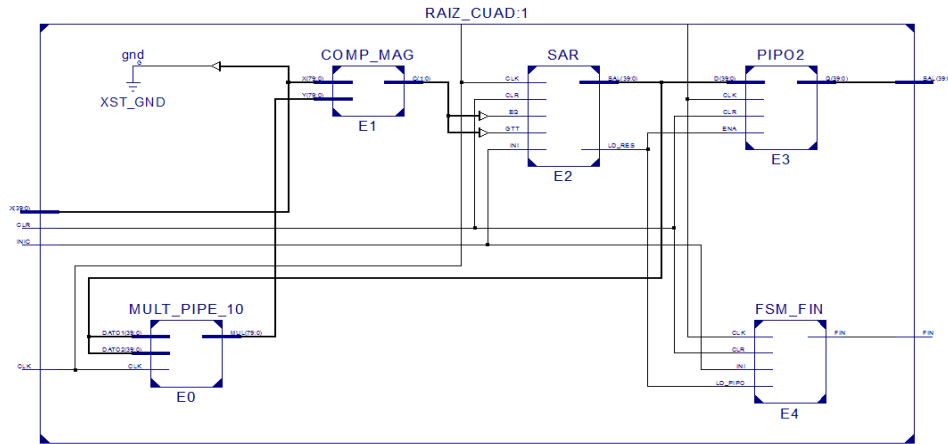 RAIZ_CUAD:1
gnd
G
XST_GND
COMP_MAG
X(79:0)
Y(79:0)
C(1:0)
E1
SAR
CLK
CLR
EQ
GTT
INI
SAL(39:0)
LD_RES
E2
PIPO2
D(39:0)
CLK
CLR
ENA
Q(39:0)
E3
SAL(39:0)
X(39:0)
CLR
INIC
MULT_PIPE_10
DATO1(39:0)
DATO2(39:0)
CLK
MUL(79:0)
E0
CLK
FSM_FIN
CLK
CLR
INI
LD_PIPO
FIN
E4
FIN